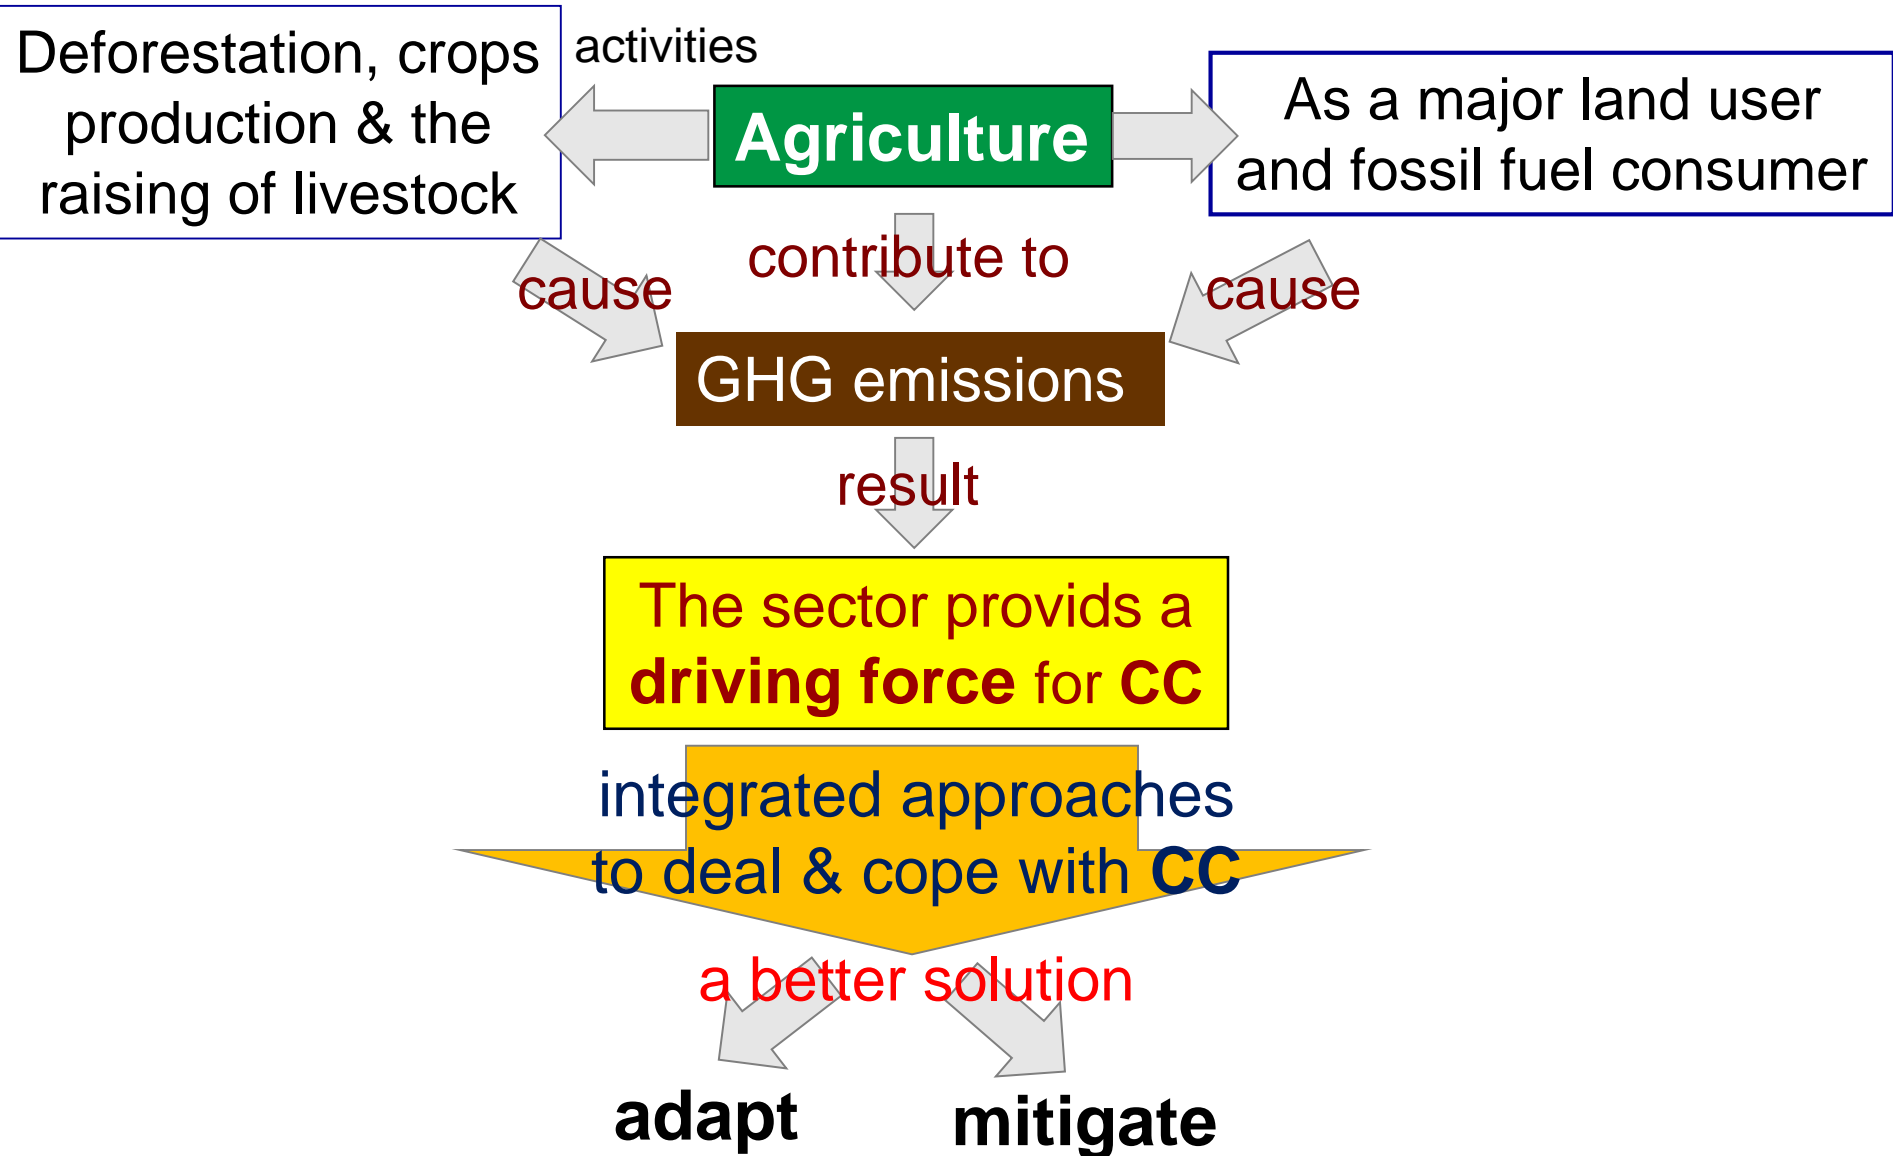 Deforestation, crops
production & the
raising of livestock
activities
Agriculture
As a major land user
and fossil fuel consumer
cause
contribute to
cause
GHG emissions
result
The sector provids a
driving force for CC
integrated approaches
to deal & cope with CC
a better solution
adapt
mitigate